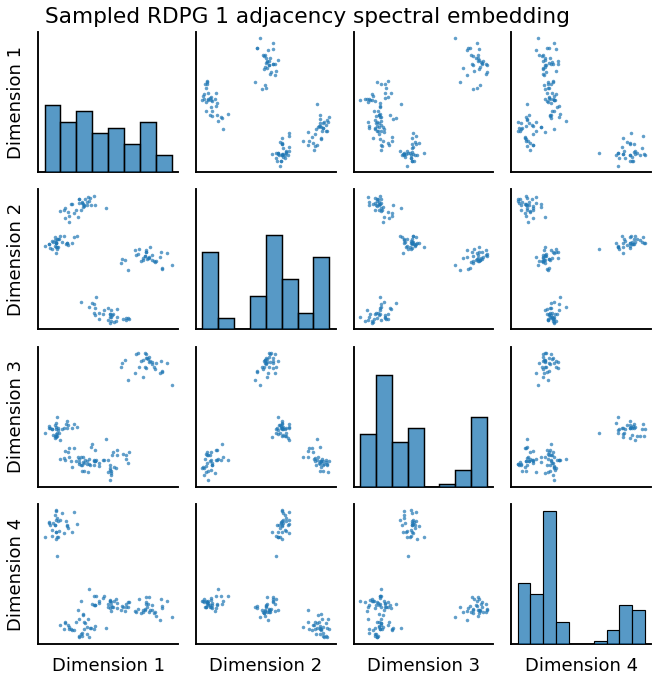 Sampled RDPG 1 adjacency spectral embedding
Dimension 1
Dimension 2
Dimension 3
Dimension 4
Dimension 1 Dimension 2 Dimension 3 Dimension 4